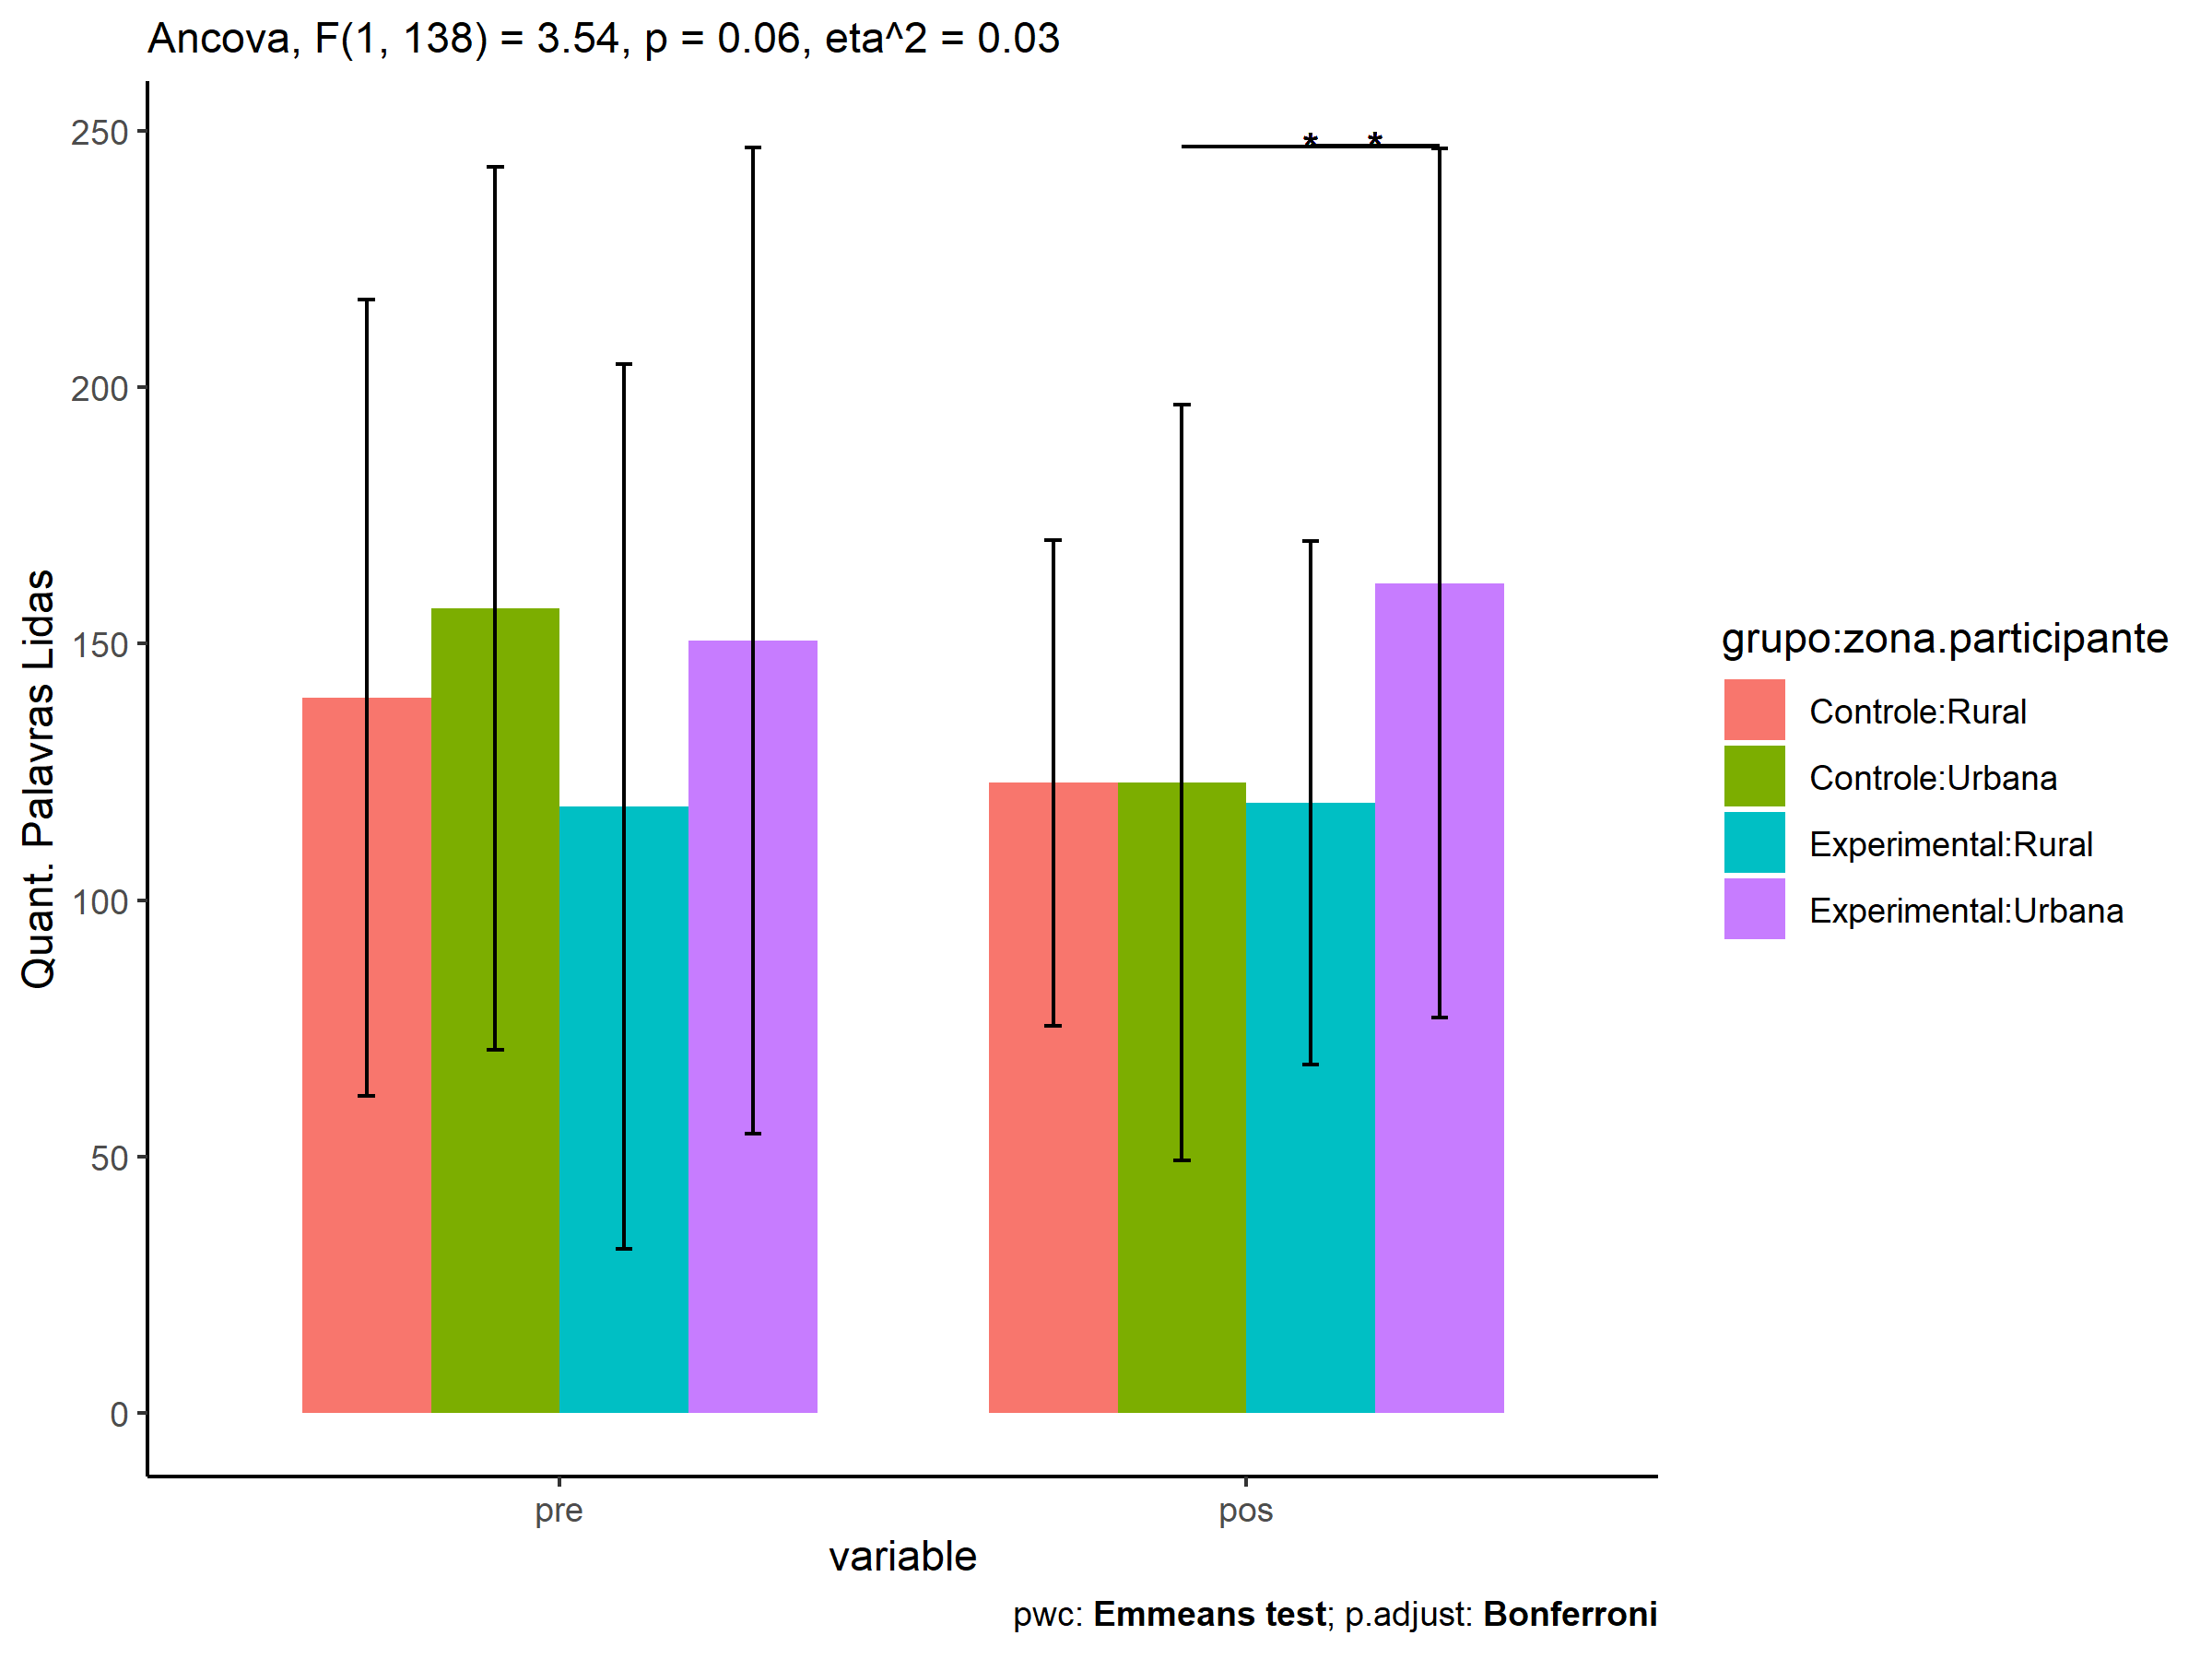 Ancova, F(1, 138) = 3.54, p = 0.06, eta^2 = 0.03
Quant. Palavras Lidas
250
200
150
100
50
0
* *
pre pos
variable
pwc: Emmeans test; p.adjust: Bonferroni
grupo:zona.participante
Controle:Rural
Controle:Urbana
Experimental:Rural
Experimental:Urbana